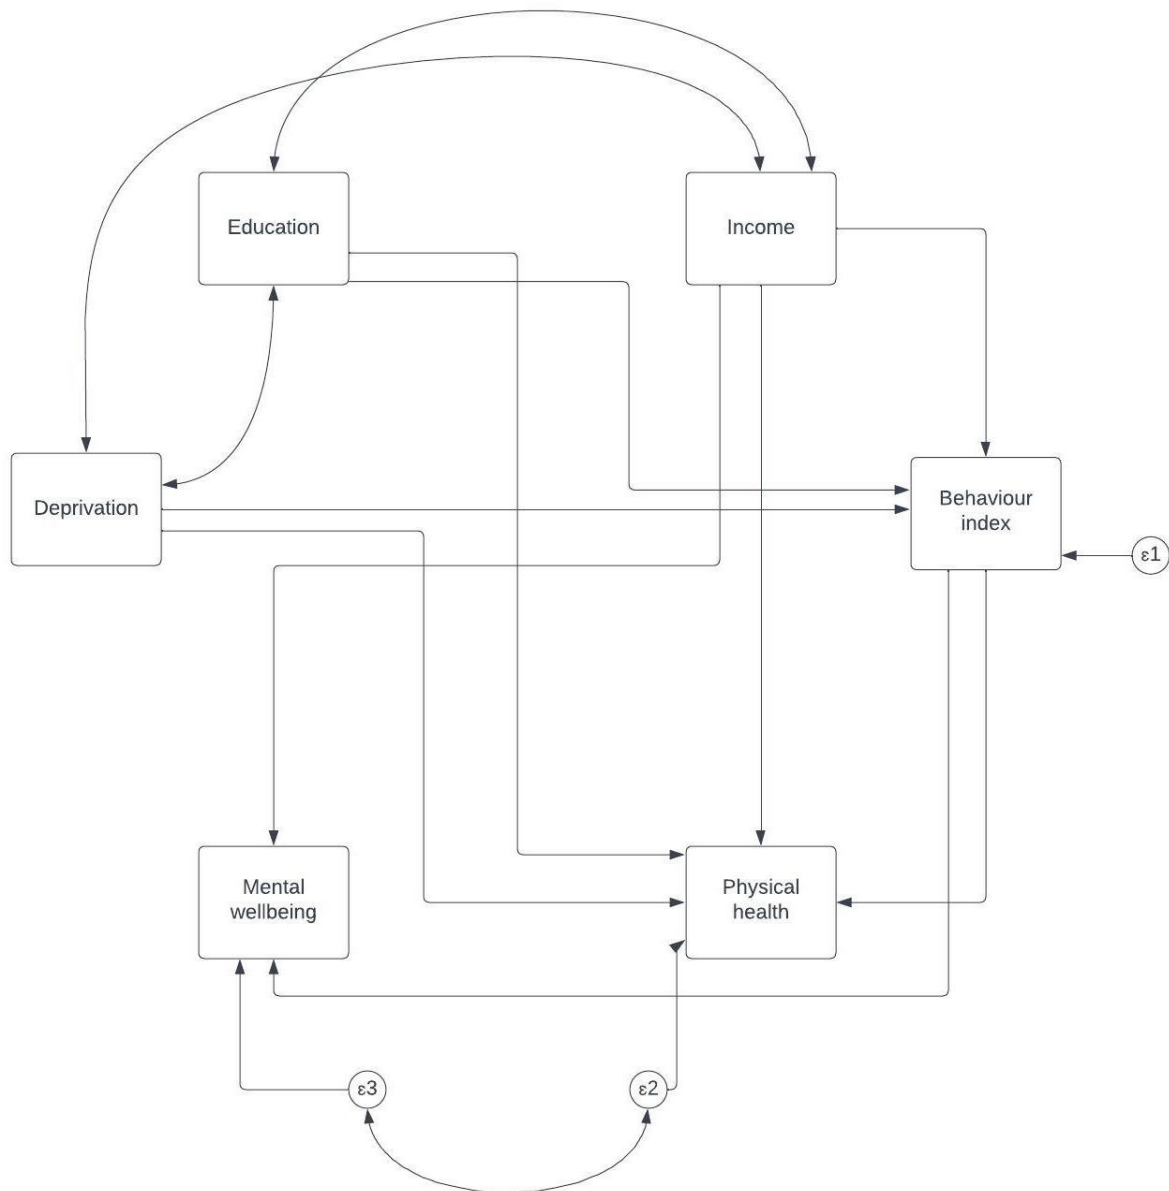 Education
Income
Deprivation
Behaviour
index
ε1
Mental
wellbeing
Physical
health
ε3
ε2